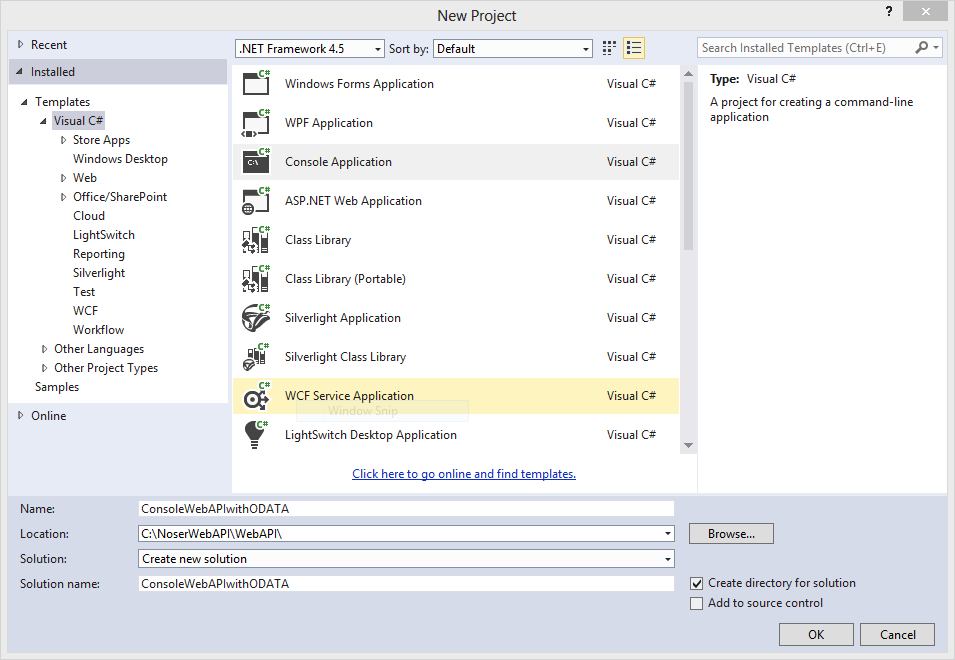 New Project
?
Recent
.NET Framework 4.5
Sort by:
Default
Search Installed Templates (Ctrl+E)
Installed
Templates
Visual C#
Store Apps
Windows Desktop
Web
Office/SharePoint
Cloud
LightSwitch
Reporting
Silverlight
Test
WCF
Workflow
Other Languages
Other Project Types
Samples
Online
C# Windows Forms Application Visual C#
C# WPF Application Visual C#
C# C:\ Console Application Visual C#
C# ASP.NET Web Application Visual C#
C# Class Library Visual C#
C# Class Library (Portable) Visual C#
C# Silverlight Application Visual C#
C# Silverlight Class Library Visual C#
C# WCF Service Application Visual C#
Window Snip
C# LightSwitch Desktop Application Visual C#
Click here to go online and find templates.
Type: Visual C#
A project for creating a command-line
application
Name: ConsoleWebAPIwithODATA
Location: C:\NoserWebAPI\WebAPI\ Browse...
Solution: Create new solution
Solution name: ConsoleWebAPIwithODATA
Create directory for solution
Add to source control
OK Cancel